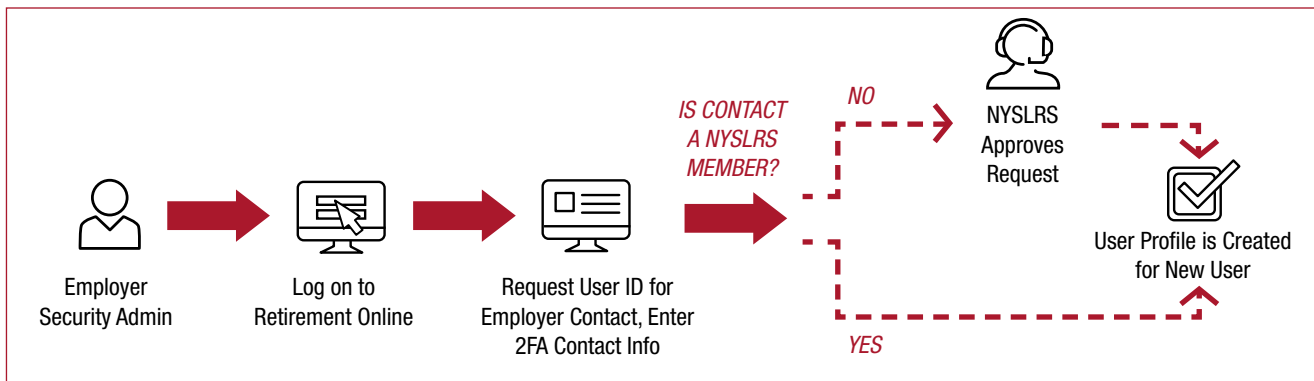 Employer
Security Admin
Log on to
Retirement Online
Request User ID for
Employer Contact, Enter
2FA Contact Info
IS CONTACT
A NYSLRS
MEMBER?
NO
NYSLRS
Approves
Request
YES
User Profile is Created
for New User